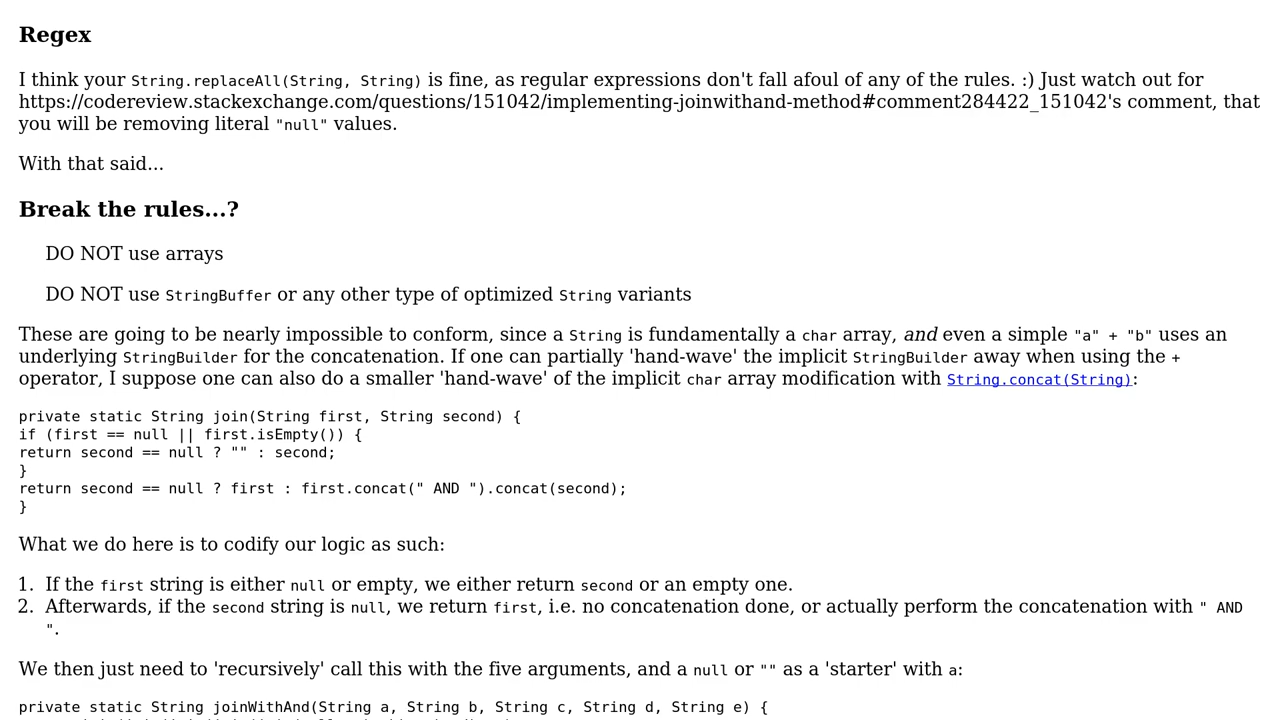 Regex
I think your String.replaceAll(String, String) is fine, as regular expressions don't fall afoul of any of the rules. :) Just watch out for
https://codereview.stackexchange.com/questions/151042/implementing-joinwithand-method#comment284422_151042's comment, that
you will be removing literal "null" values.
With that said...
Break the rules...?
DO NOT use arrays
DO NOT use StringBuffer or any other type of optimized String variants
These are going to be nearly impossible to conform, since a String is fundamentally a char array, and even a simple "a" + "b" uses an
underlying StringBuilder for the concatenation. If one can partially 'hand-wave' the implicit StringBuilder away when using the +
operator, I suppose one can also do a smaller 'hand-wave' of the implicit char array modification with String.concat(String):
private static String join(String first, String second) {
if (first == null || first.isEmpty()) {
return second == null ? "" : second;
}
return second == null ? first : first.concat(" AND ").concat(second);
}
What we do here is to codify our logic as such:
1. If the first string is either null or empty, we either return second or an empty one.
2. Afterwards, if the second string is null, we return first, i.e. no concatenation done, or actually perform the concatenation with " AND
".
We then just need to 'recursively' call this with the five arguments, and a null or "" as a 'starter' with a:
private static String joinWithAnd(String a, String b, String c, String d, String e) {